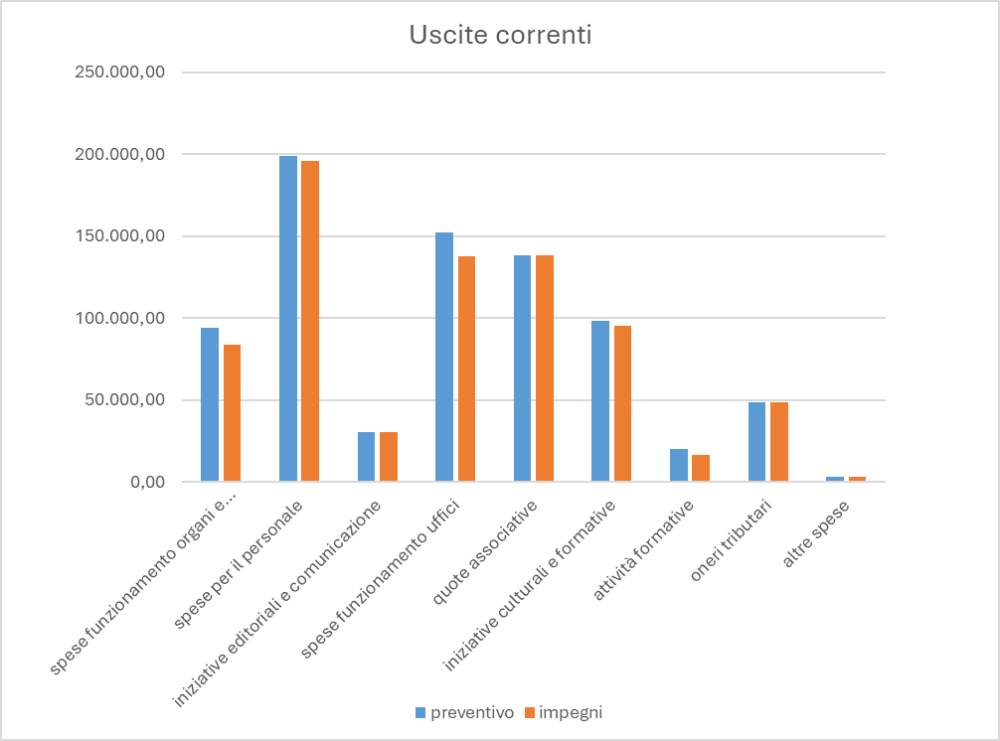 Uscite correnti
250.000,00
200.000,00
150.000,00
100.000,00
50.000,00
0,00
spese funzionamento organi e...
spese per il personale
iniziative editoriali e comunicazione
spese funzionamento uffici
quote associative
iniziative culturali e formative
attività formative
oneri tributari
altre spese
preventivo impegni